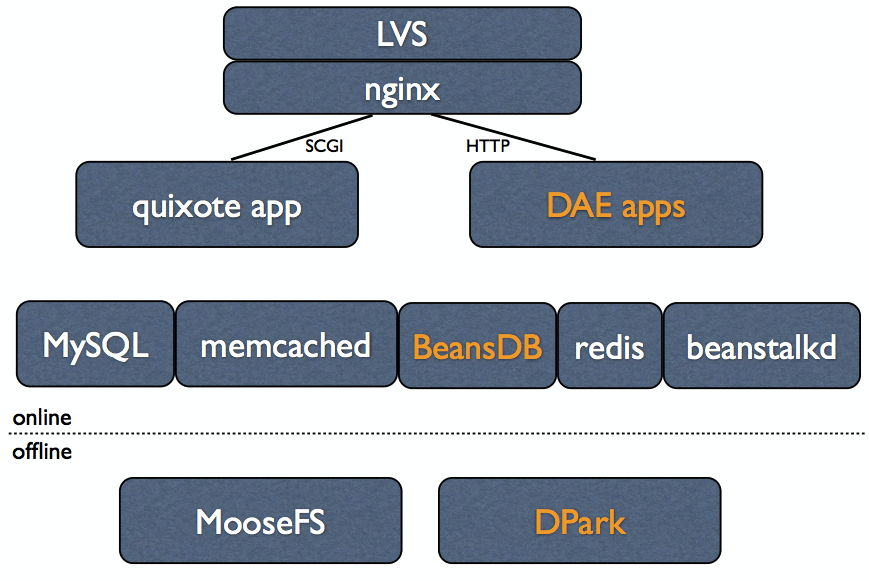 LVS
nginx
SCGI HTTP
quixote app DAE apps
MySQL memcached BeansDB redis beanstalkd
online
offline
MooseFS DPark